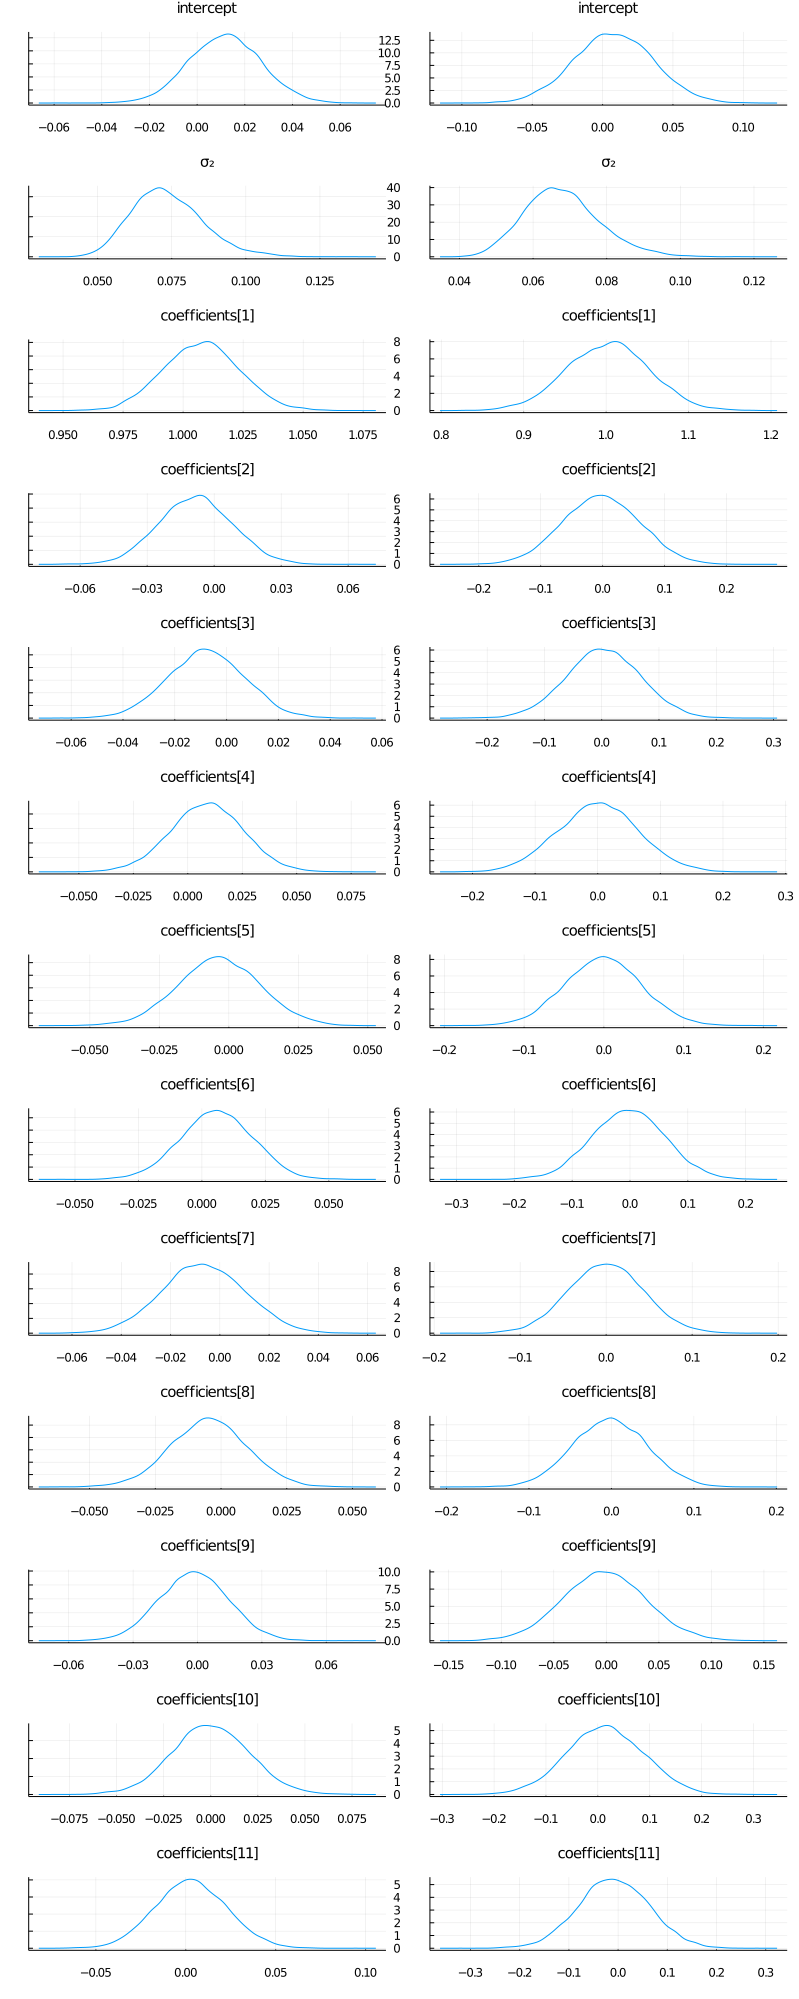 intercept intercept
12.5
10.0
7.5
5.0
2.5
0.0
−0.06 −0.04 −0.02 0.00 0.02 0.04 0.06 −0.10 −0.05 0.00 0.05 0.10
σ₂ σ₂
40
30
20
10
0
0.050 0.075 0.100 0.125 0.04 0.06 0.08 0.10 0.12
coefficients[1] coefficients[1]
8
6
4
2
0
0.950 0.975 1.000 1.025 1.050 1.075 0.8 0.9 1.0 1.1 1.2
coefficients[2] coefficients[2]
6
5
4
3
2
1
0
−0.06 −0.03 0.00 0.03 0.06 −0.2 −0.1 0.0 0.1 0.2
coefficients[3] coefficients[3]
6
5
4
3
2
1
0
−0.06 −0.04 −0.02 0.00 0.02 0.04 0.06 −0.2 −0.1 0.0 0.1 0.2 0.3
coefficients[4] coefficients[4]
6
5
4
3
2
1
0
−0.050 −0.025 0.000 0.025 0.050 0.075 −0.2 −0.1 0.0 0.1 0.2 0.3
coefficients[5] coefficients[5]
8
6
4
2
0
−0.050 −0.025 0.000 0.025 0.050 −0.2 −0.1 0.0 0.1 0.2
coefficients[6] coefficients[6]
6
5
4
3
2
1
0
−0.050 −0.025 0.000 0.025 0.050 −0.3 −0.2 −0.1 0.0 0.1 0.2
coefficients[7] coefficients[7]
8
6
4
2
0
−0.06 −0.04 −0.02 0.00 0.02 0.04 0.06 −0.2 −0.1 0.0 0.1 0.2
coefficients[8] coefficients[8]
8
6
4
2
0
−0.050 −0.025 0.000 0.025 0.050 −0.2 −0.1 0.0 0.1 0.2
coefficients[9] coefficients[9]
10.0
7.5
5.0
2.5
0.0
−0.06 −0.03 0.00 0.03 0.06 −0.15 −0.10 −0.05 0.00 0.05 0.10 0.15
coefficients[10] coefficients[10]
5
4
3
2
1
0
−0.075 −0.050 −0.025 0.000 0.025 0.050 0.075 −0.3 −0.2 −0.1 0.0 0.1 0.2 0.3
coefficients[11] coefficients[11]
5
4
3
2
1
0
−0.05 0.00 0.05 0.10 −0.3 −0.2 −0.1 0.0 0.1 0.2 0.3